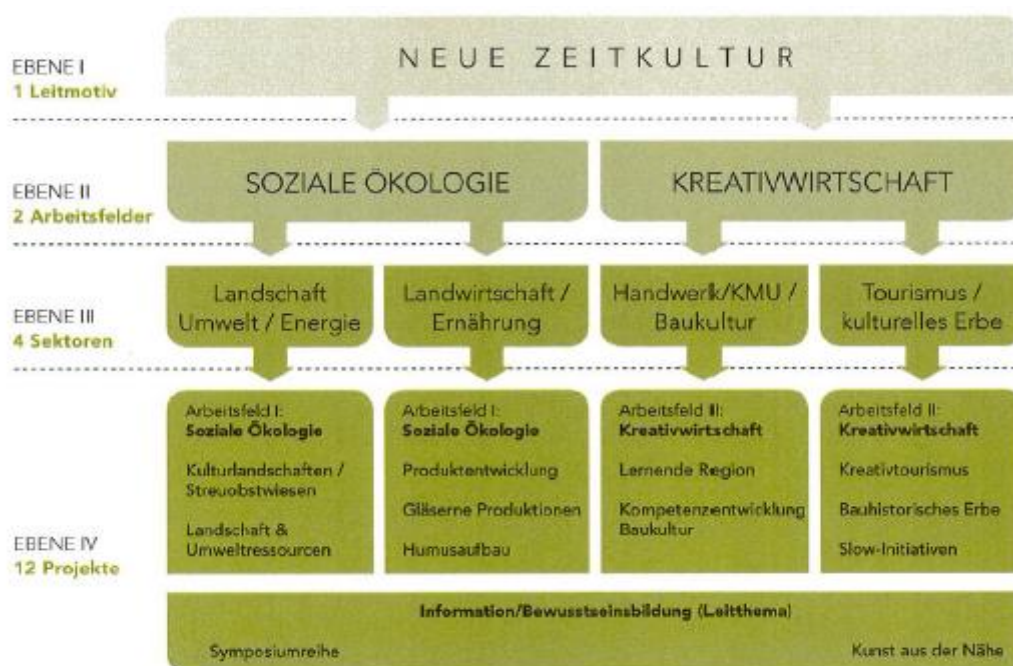 NEUE ZEITKULTUR
EBENE I
1 Leitmotiv
SOZIALE ÖKOLOGIE
KREATIVWIRTSCHAFT
EBENE II
2 Arbeitsfelder
Landschaft
Umwelt / Energie
Landwirtschaft /
Ernährung
Handwerk/KMU /
Baukultur
Tourismus /
kulturelles Erbe
EBENE III
4 Sektoren
Arbeitsfeld I:
Soziale Ökologie
Kulturlandschaften /
Streuobstwiesen
Landschaft &
Umweltressourcen
Arbeitsfeld I:
Soziale Ökologie
Produktentwicklung
Gläserne Produktionen
Humusaufbau
Arbeitsfeld II:
Kreativwirtschaft
Lernende Region
Kompetenzentwicklung
Baukultur
Arbeitsfeld II:
Kreativwirtschaft
Kreativtourismus
Bauhistorisches Erbe
Slow-Initiativen
EBENE IV
12 Projekte
Information/Bewusstseinsbildung (Leitthema)
Symposiumreihe
Kunst aus der Nähe